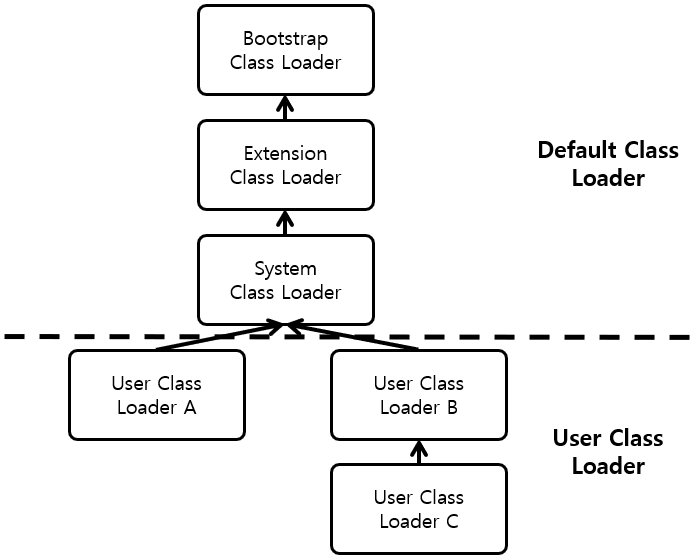 Bootstrap
Class Loader
Extension
Class Loader
Default Class
Loader
System
Class Loader
User Class
Loader A
User Class
Loader B
User Class
Loader
User Class
Loader C